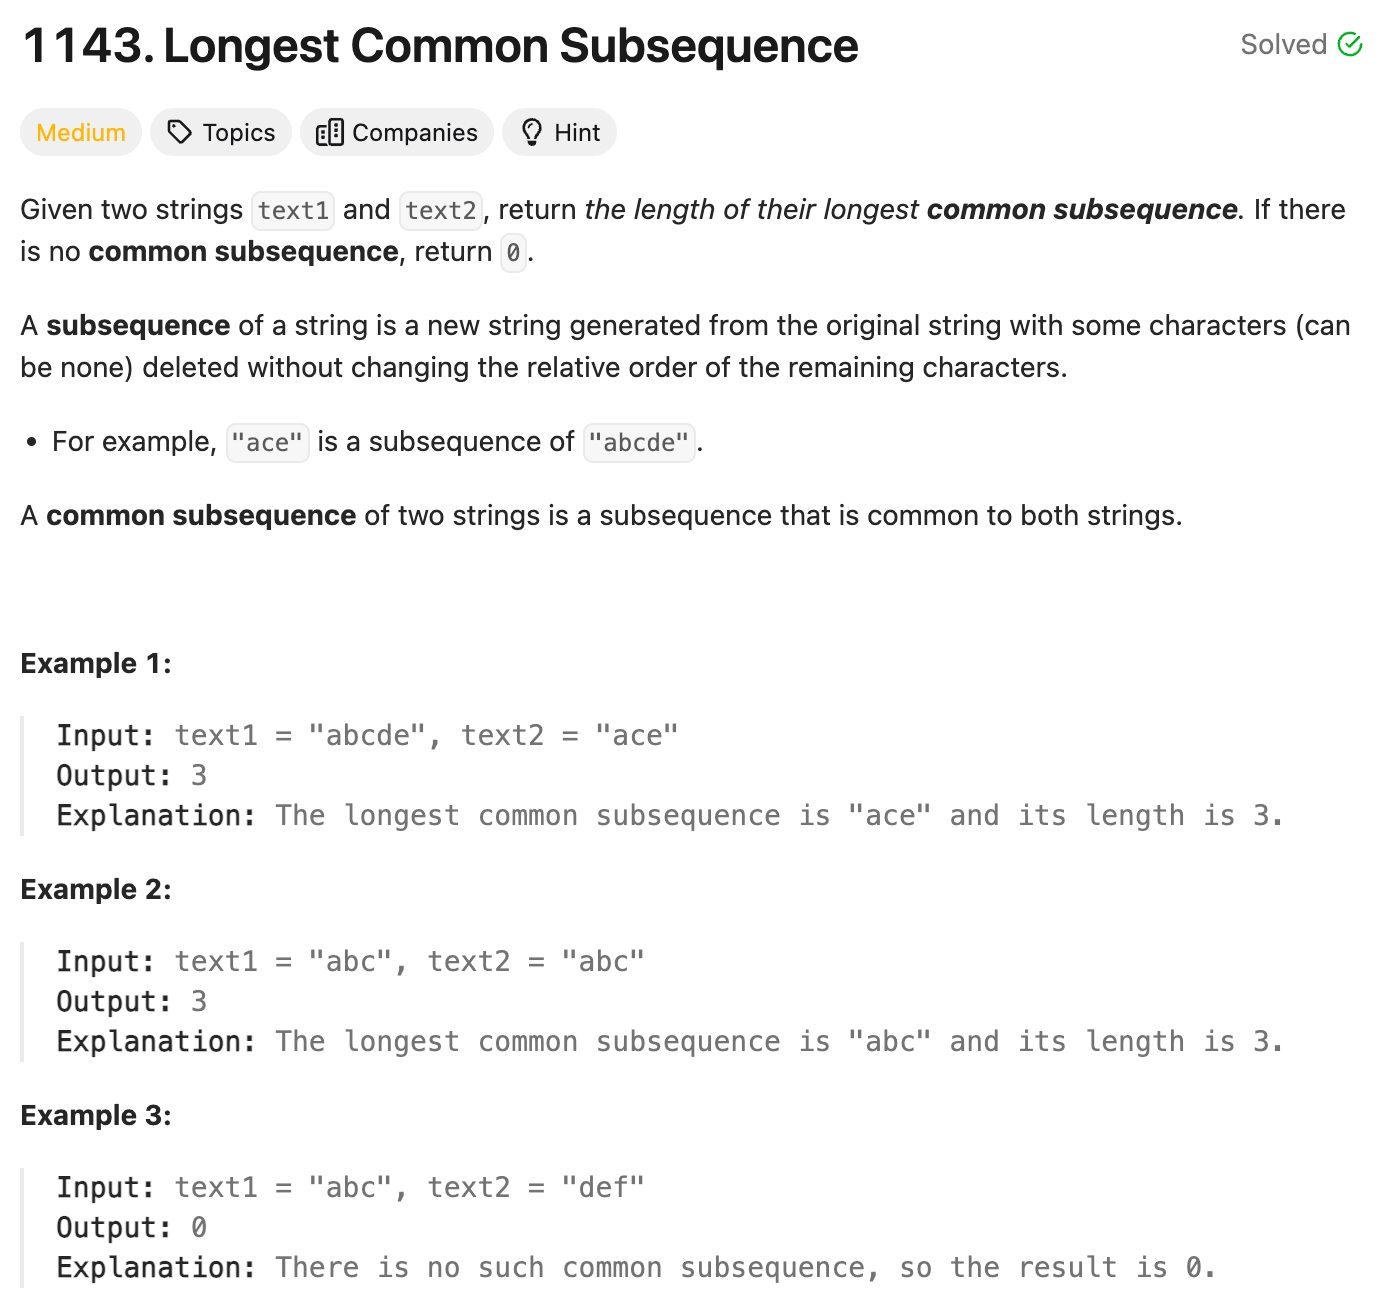 1143. Longest Common Subsequence
Solved
Medium Topics Companies Hint
Given two strings text1 and text2, return the length of their longest common subsequence. If there
is no common subsequence, return 0.
A subsequence of a string is a new string generated from the original string with some characters (can
be none) deleted without changing the relative order of the remaining characters.
• For example, "ace" is a subsequence of "abcde".
A common subsequence of two strings is a subsequence that is common to both strings.
Example 1:
Input: text1 = "abcde", text2 = "ace"
Output: 3
Explanation: The longest common subsequence is "ace" and its length is 3.
Example 2:
Input: text1 = "abc", text2 = "abc"
Output: 3
Explanation: The longest common subsequence is "abc" and its length is 3.
Example 3:
Input: text1 = "abc", text2 = "def"
Output: 0
Explanation: There is no such common subsequence, so the result is 0.